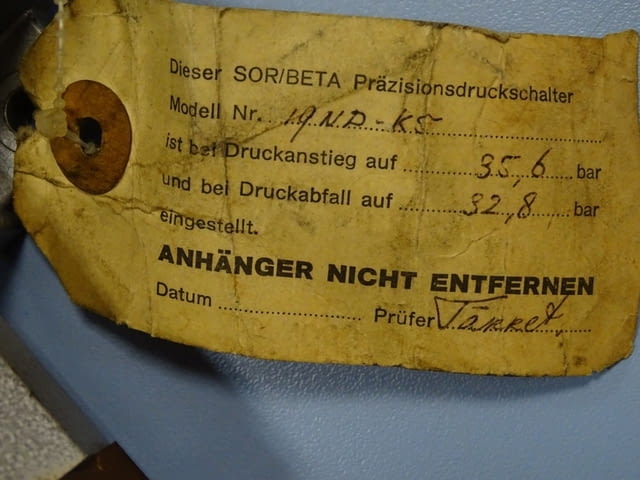 Dieser SOR/BETA Präzisionsdruckschalter
Modell Nr. 19ND-K5
ist bei Druckanstieg auf 35,6 bar
und bei Druckabfall auf 32,8 bar
eingestellt.
ANHÄNGER NICHT ENTFERNEN
Datum Prüfer